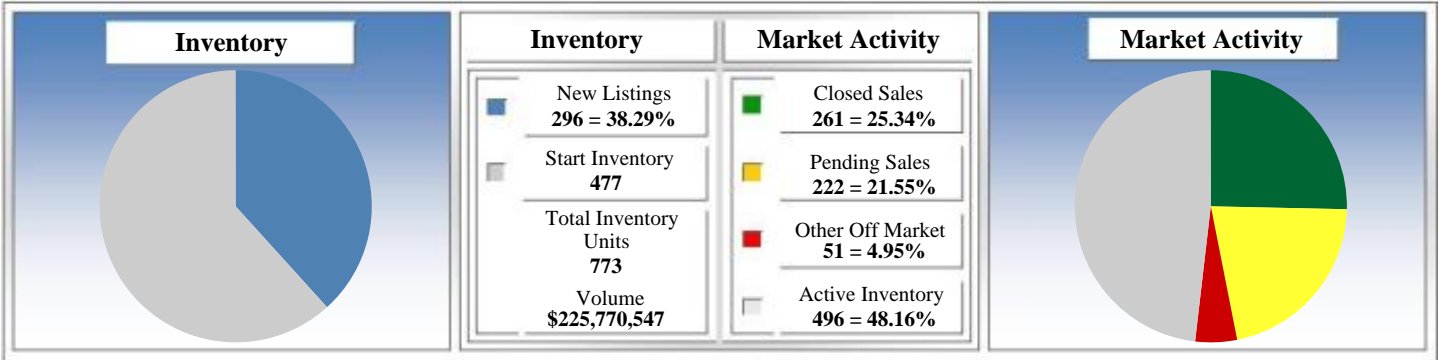 Inventory
Inventory
Market Activity
New Listings
296 = 38.29%
Start Inventory
477
Total Inventory
Units
773
Volume
$225,770,547
Closed Sales
261 = 25.34%
Pending Sales
222 = 21.55%
Other Off Market
51 = 4.95%
Active Inventory
496 = 48.16%
Market Activity